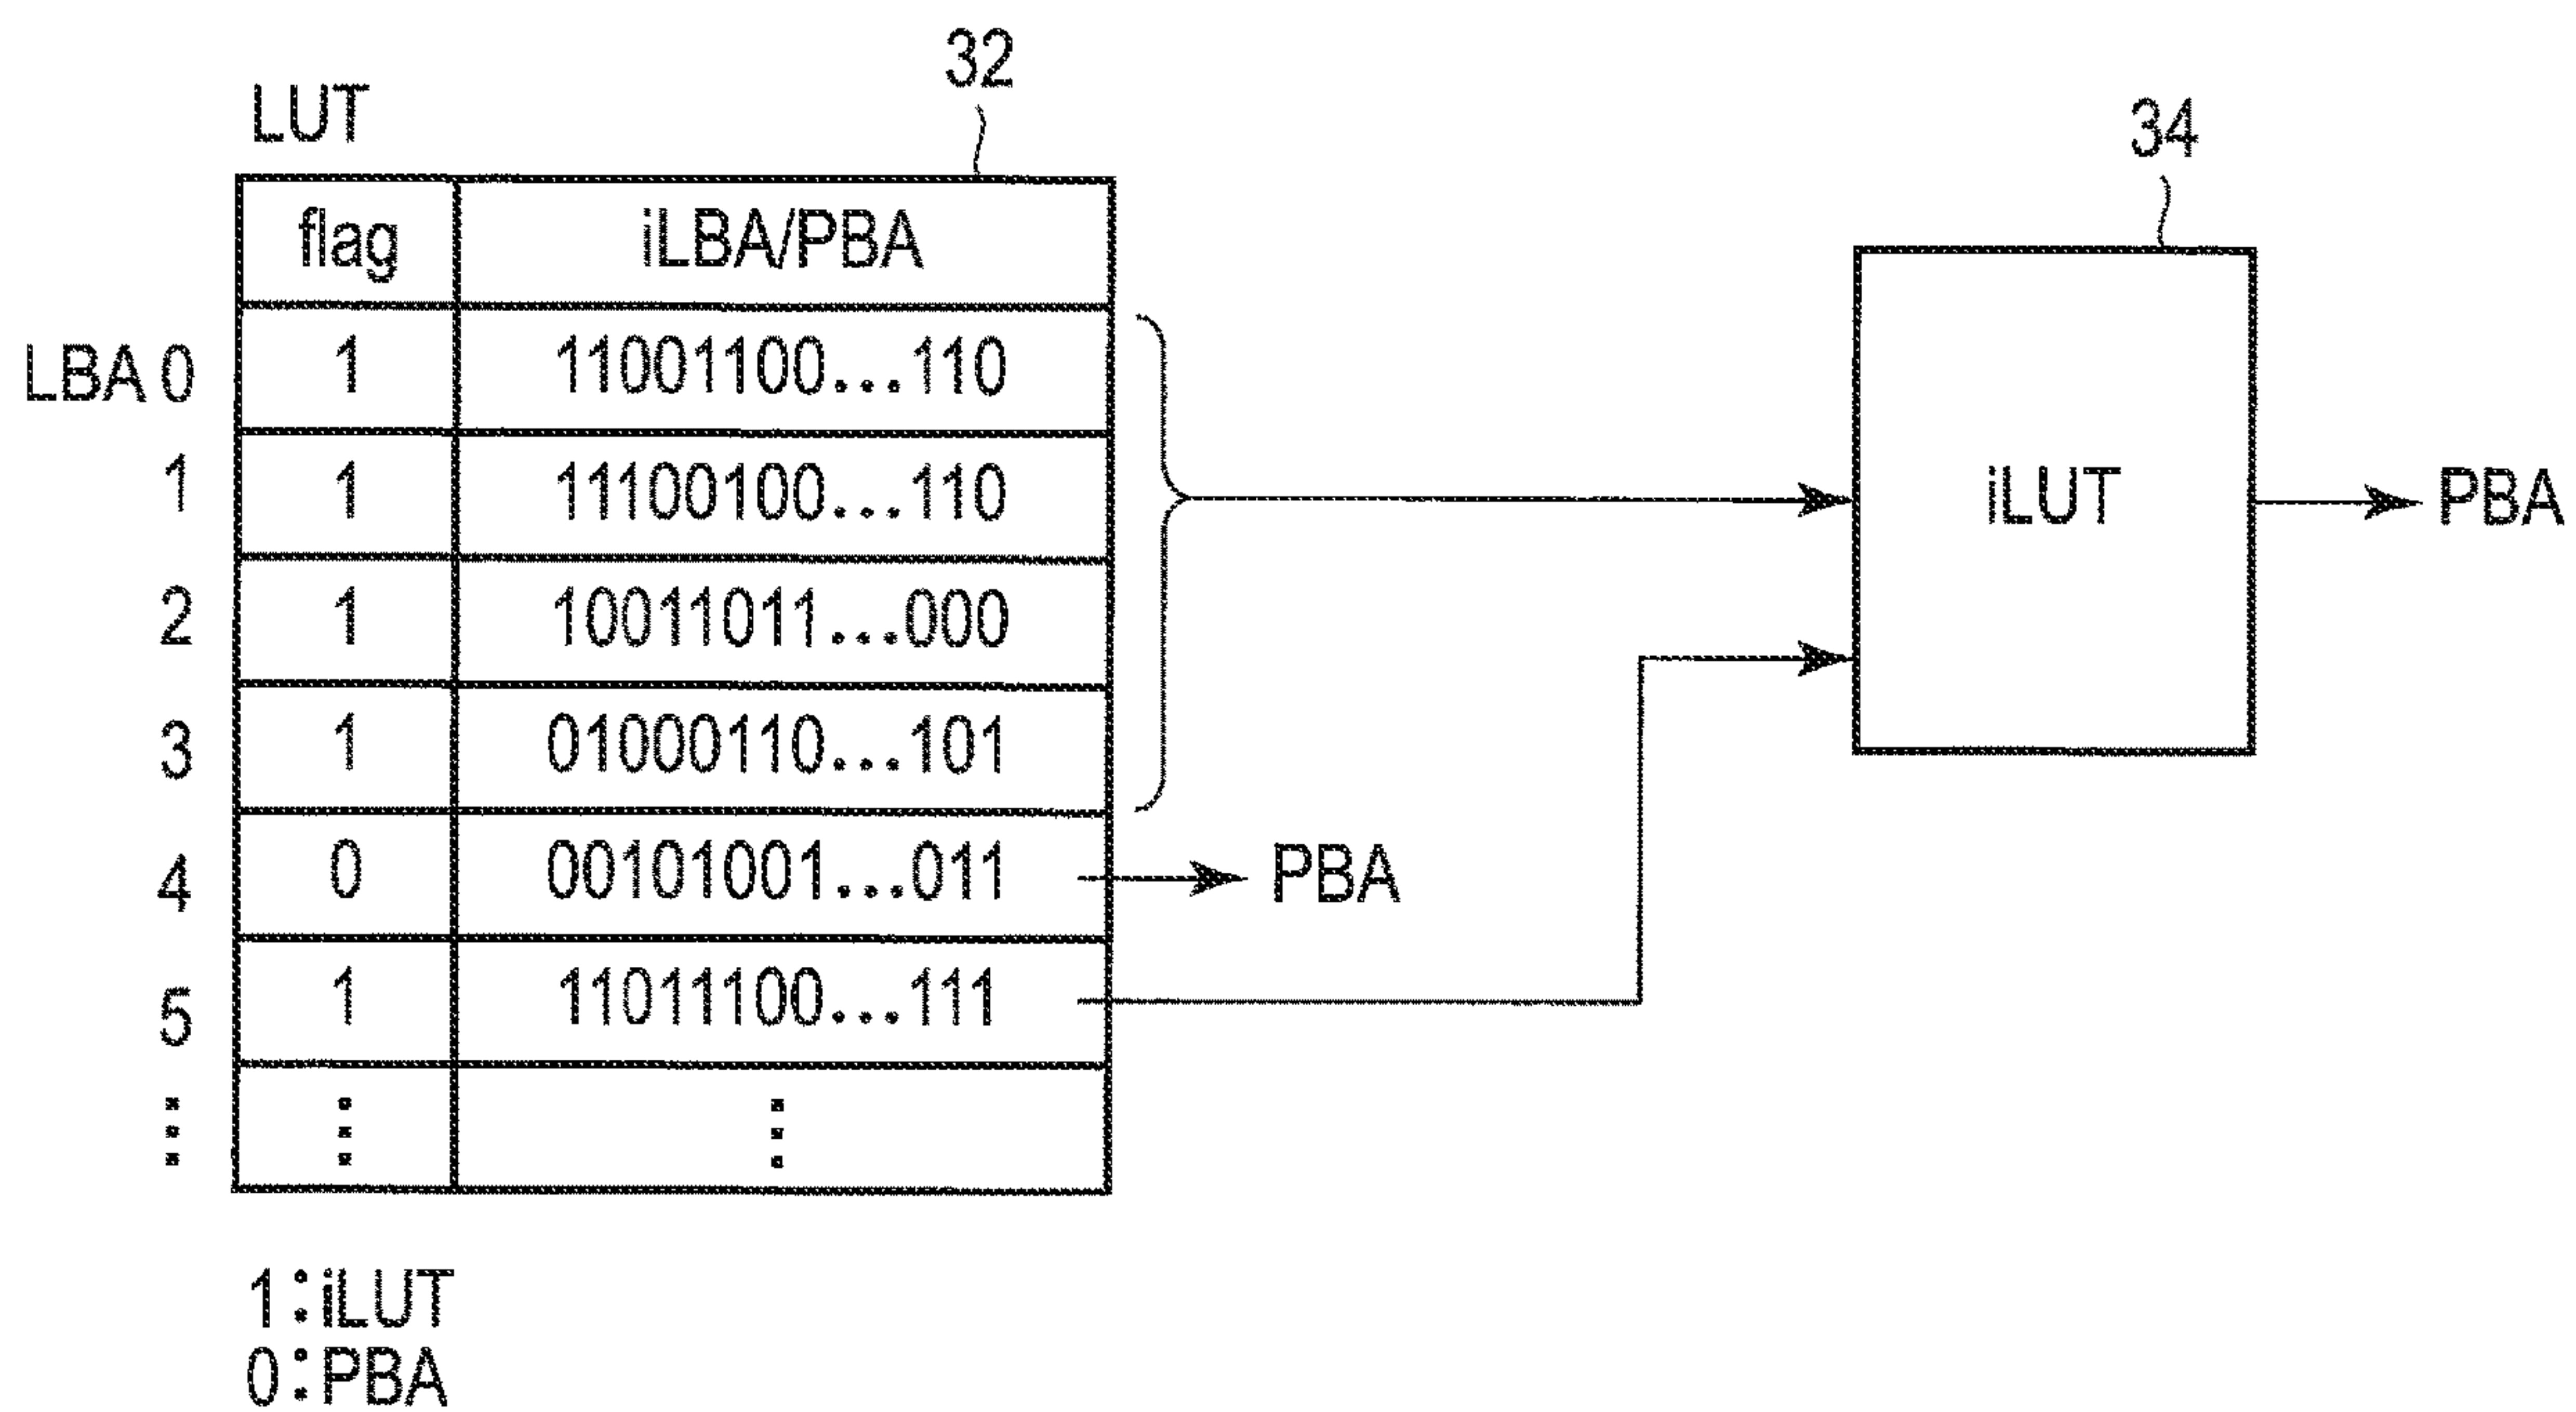 32
LUT
34
flag iLBA/PBA
LBA 0 1 11001100...110
1 1 11100100...110
iLUT PBA
2 1 10011011...000
3 1 01000110...101
4 0 00101001...011 PBA
5 1 11011100...111
1:iLUT
0:PBA